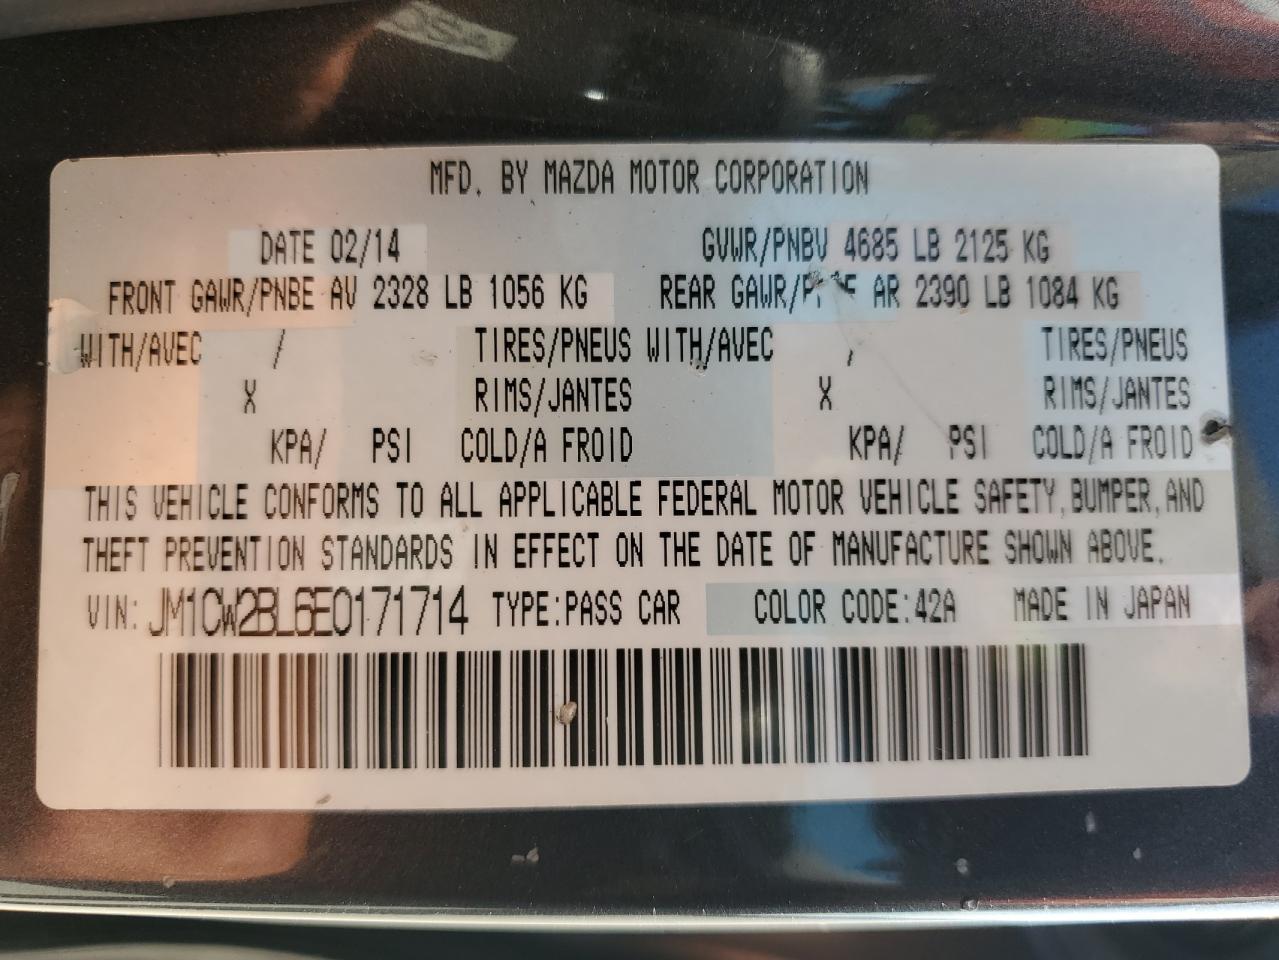 MFD. BY MAZDA MOTOR CORPORATION
DATE 02/14 GVWR/PNBV 4685 LB 2125 KG
FRONT GAWR/PNBE AV 2328 LB 1056 KG REAR GAWR/PNBE AR 2390 LB 1084 KG
WITH/AVEC / TIRES/PNEUS WITH/AVEC / TIRES/PNEUS
X RIMS/JANTES X RIMS/JANTES
KPA/ PSI COLD/A FROID KPA/ PSI COLD/A FROID
THIS VEHICLE CONFORMS TO ALL APPLICABLE FEDERAL MOTOR VEHICLE SAFETY, BUMPER, AND
THEFT PREVENTION STANDARDS IN EFFECT ON THE DATE OF MANUFACTURE SHOWN ABOVE.
VIN: JM1CW2BL6E0171714 TYPE:PASS CAR COLOR CODE:42A MADE IN JAPAN